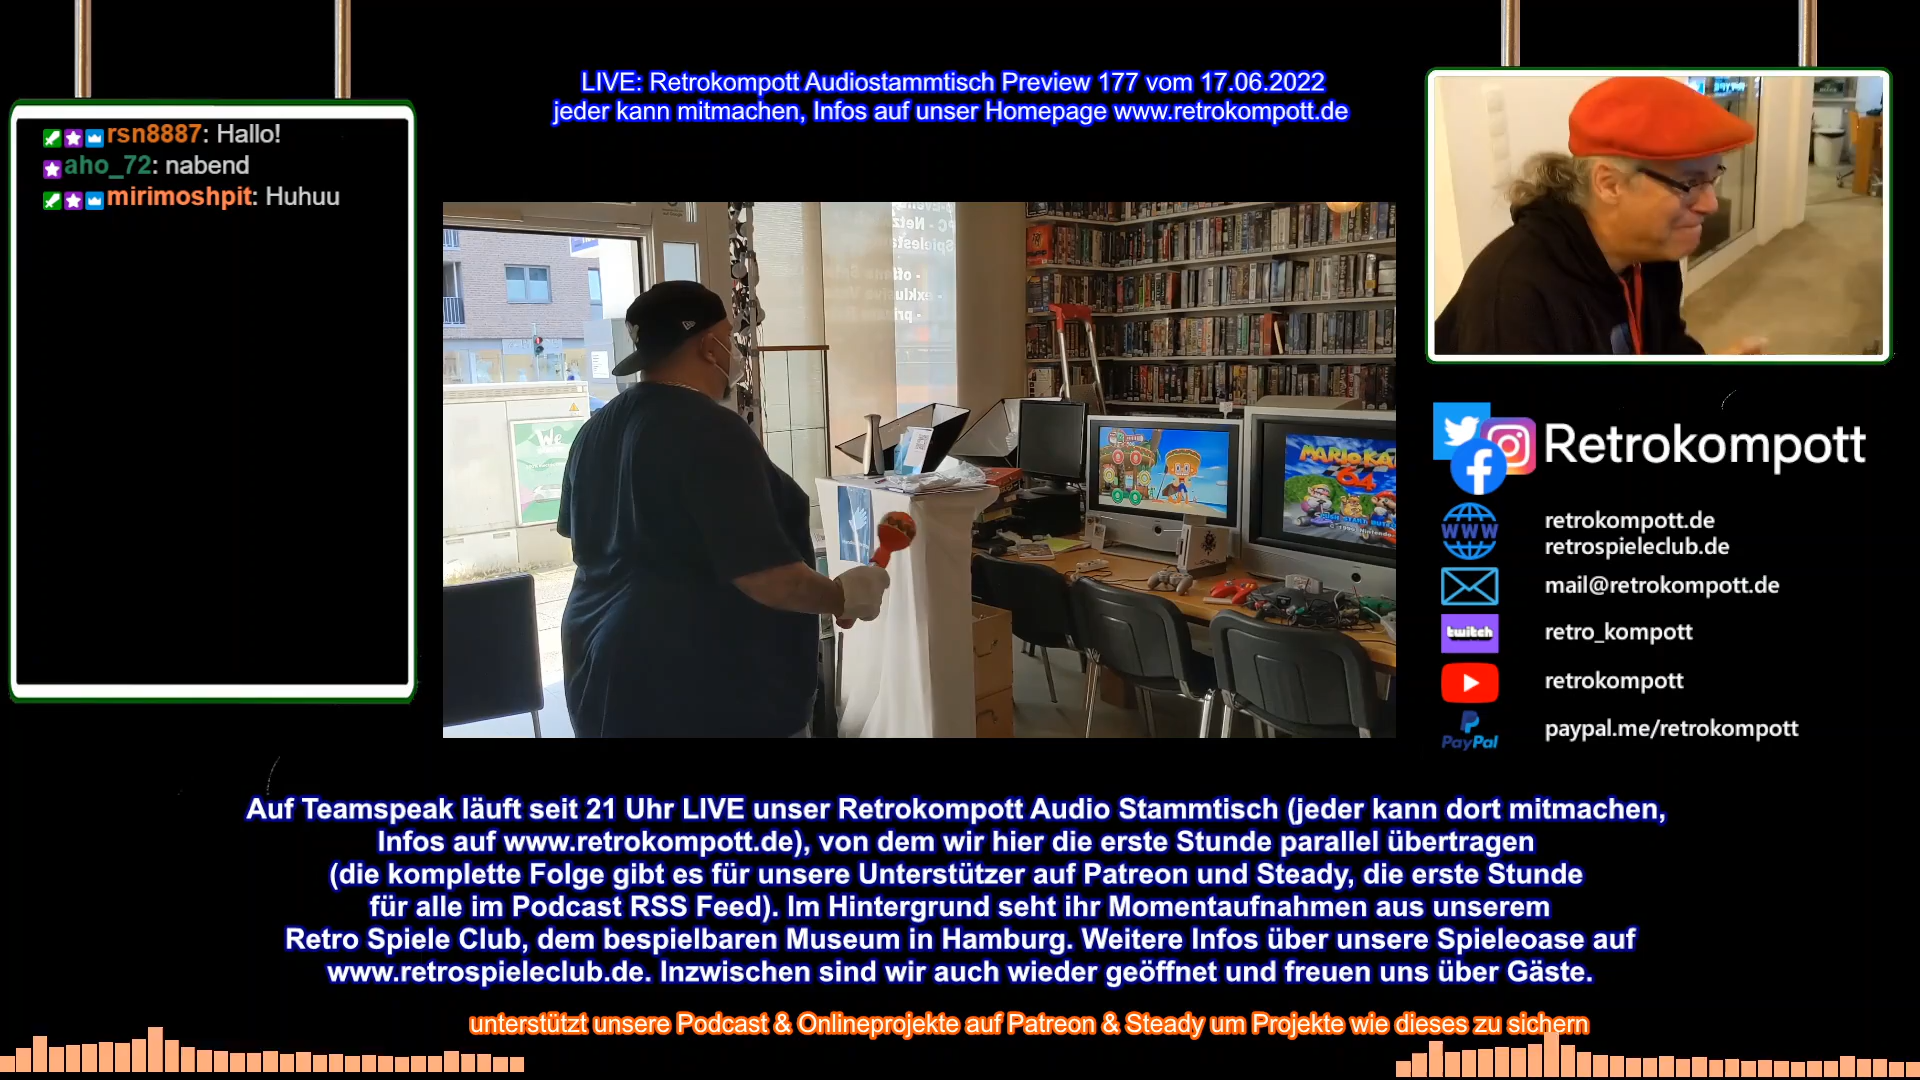 LIVE: Retrokompott Audiostammtisch Preview 177 vom 17.06.2022
jeder kann mitmachen, Infos auf unser Homepage www.retrokompott.de
rsn8887: Hallo!
aho_72: nabend
mirimoshpit: Huhuu
We
MARIO KA
64
Retrokompott
www
retrokompott.de
retrospieleclub.de
mail@retrokompott.de
twitch
retro_kompott
retrokompott
PayPal
paypal.me/retrokompott
Auf Teamspeak läuft seit 21 Uhr LIVE unser Retrokompott Audio Stammtisch (jeder kann dort mitmachen,
Infos auf www.retrokompott.de), von dem wir hier die erste Stunde parallel übertragen
(die komplette Folge gibt es für unsere Unterstützer auf Patreon und Steady, die erste Stunde
für alle im Podcast RSS Feed). Im Hintergrund seht ihr Momentaufnahmen aus unserem
Retro Spiele Club, dem bespielbaren Museum in Hamburg. Weitere Infos über unsere Spieleoase auf
www.retrospieleclub.de. Inzwischen sind wir auch wieder geöffnet und freuen uns über Gäste.
unterstützt unsere Podcast & Onlineprojekte auf Patreon & Steady um Projekte wie dieses zu sichern